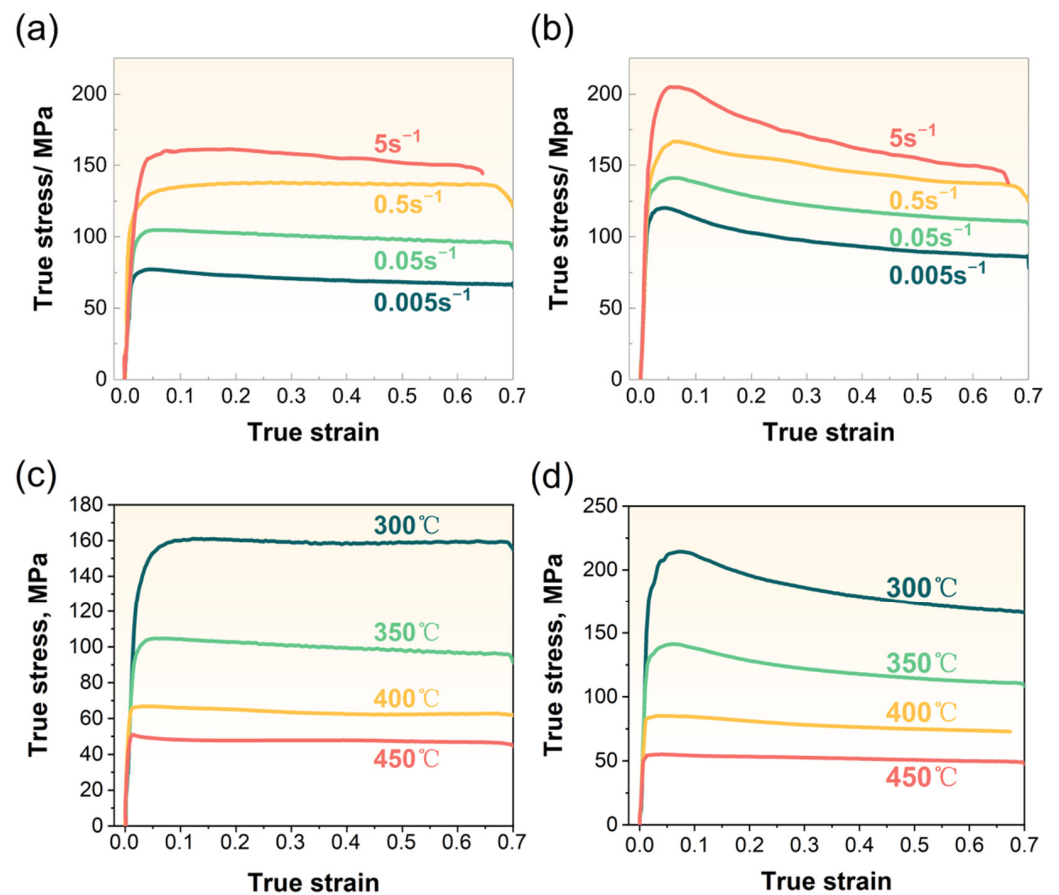 (a)
True stress/ MPa
200
150
100
50
0
5s⁻¹
0.5s⁻¹
0.05s⁻¹
0.005s⁻¹
0.0 0.1 0.2 0.3 0.4 0.5 0.6 0.7
True strain
(b)
True stress/ Mpa
200
150
100
50
0
5s⁻¹
0.5s⁻¹
0.05s⁻¹
0.005s⁻¹
0.0 0.1 0.2 0.3 0.4 0.5 0.6 0.7
True strain
(c)
True stress, MPa
180
160
140
120
100
80
60
40
20
0
300℃
350℃
400℃
450℃
0.0 0.1 0.2 0.3 0.4 0.5 0.6 0.7
True strain
(d)
True stress, MPa
250
200
150
100
50
0
300℃
350℃
400℃
450℃
0.0 0.1 0.2 0.3 0.4 0.5 0.6 0.7
True strain